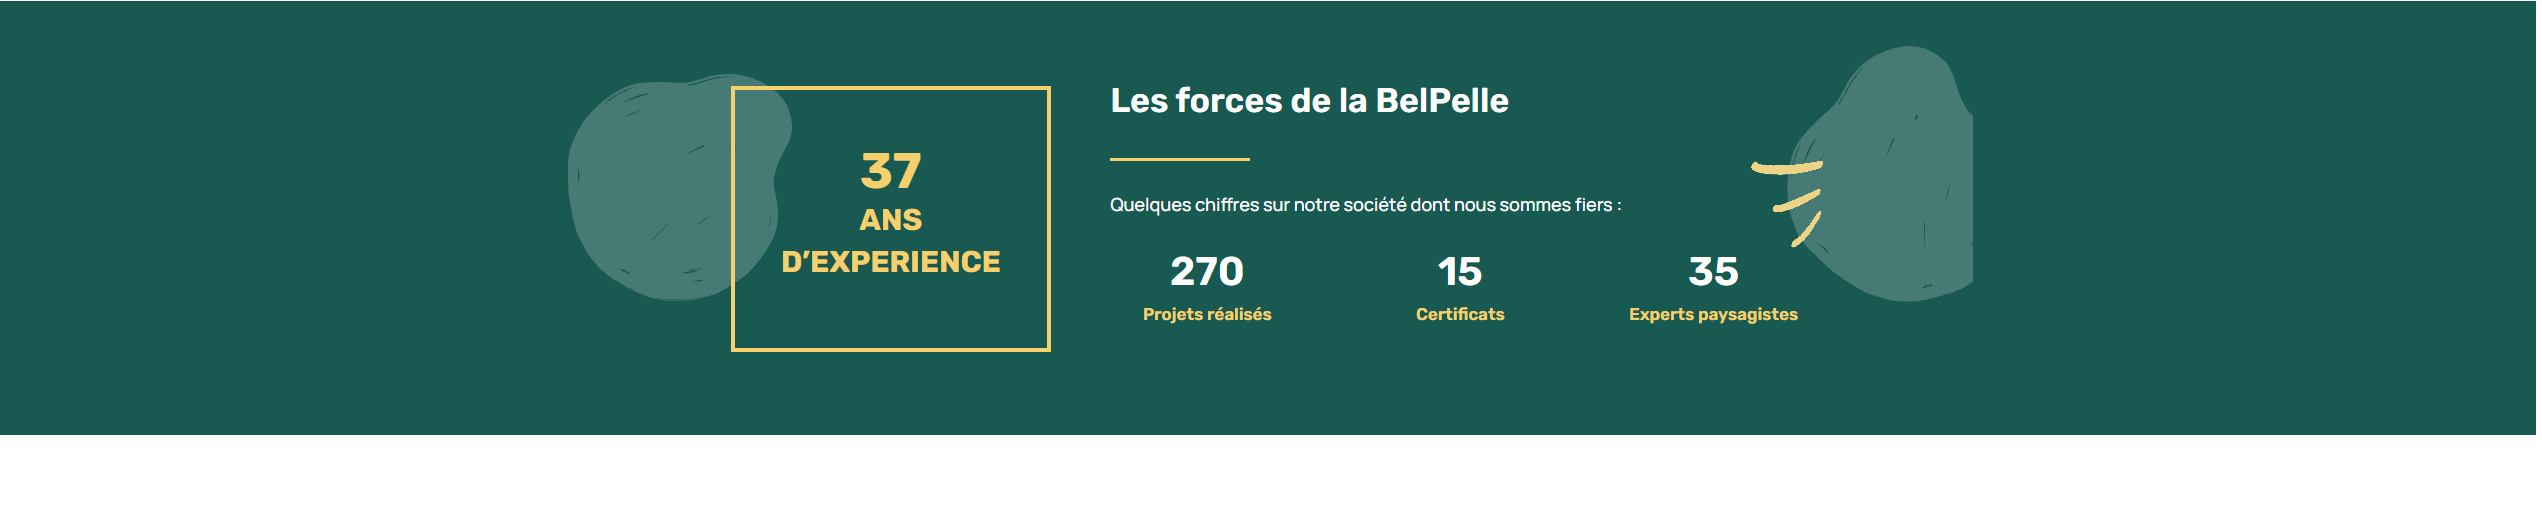 37
ANS
D’EXPERIENCE
Les forces de la BelPelle
Quelques chiffres sur notre société dont nous sommes fiers :
270
Projets réalisés
15
Certificats
35
Experts paysagistes